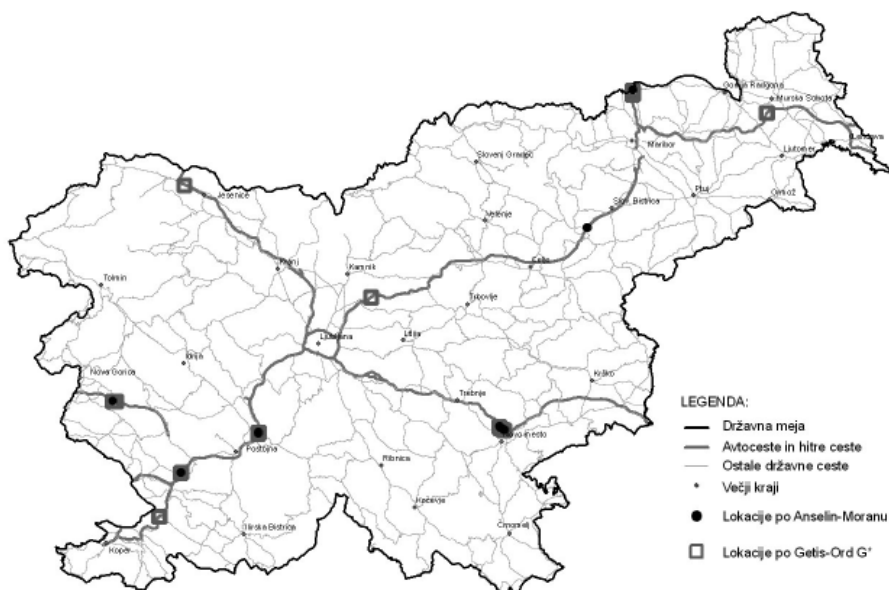 Gornja Radgona
Murska Sobota
Lendava
Maribor
Ljutomer
Slovenj Gradec
Jesenice
Slov. Bistrica
Ptuj
Ormož
Velenje
Kranj
Kamnik
Celje
Tolmin
Trbovlje
Ljubljana
Litija
Idrija
Nova Gorica
Krško
Trebnje
Novo mesto
Postojna
Ribnica
Kočevje
Črnomelj
Ilirska Bistrica
Koper
LEGENDA:
Državna meja
Avtoceste in hitre ceste
Ostale državne ceste
Večji kraji
Lokacije po Anselin-Moranu
Lokacije po Getis-Ord G*